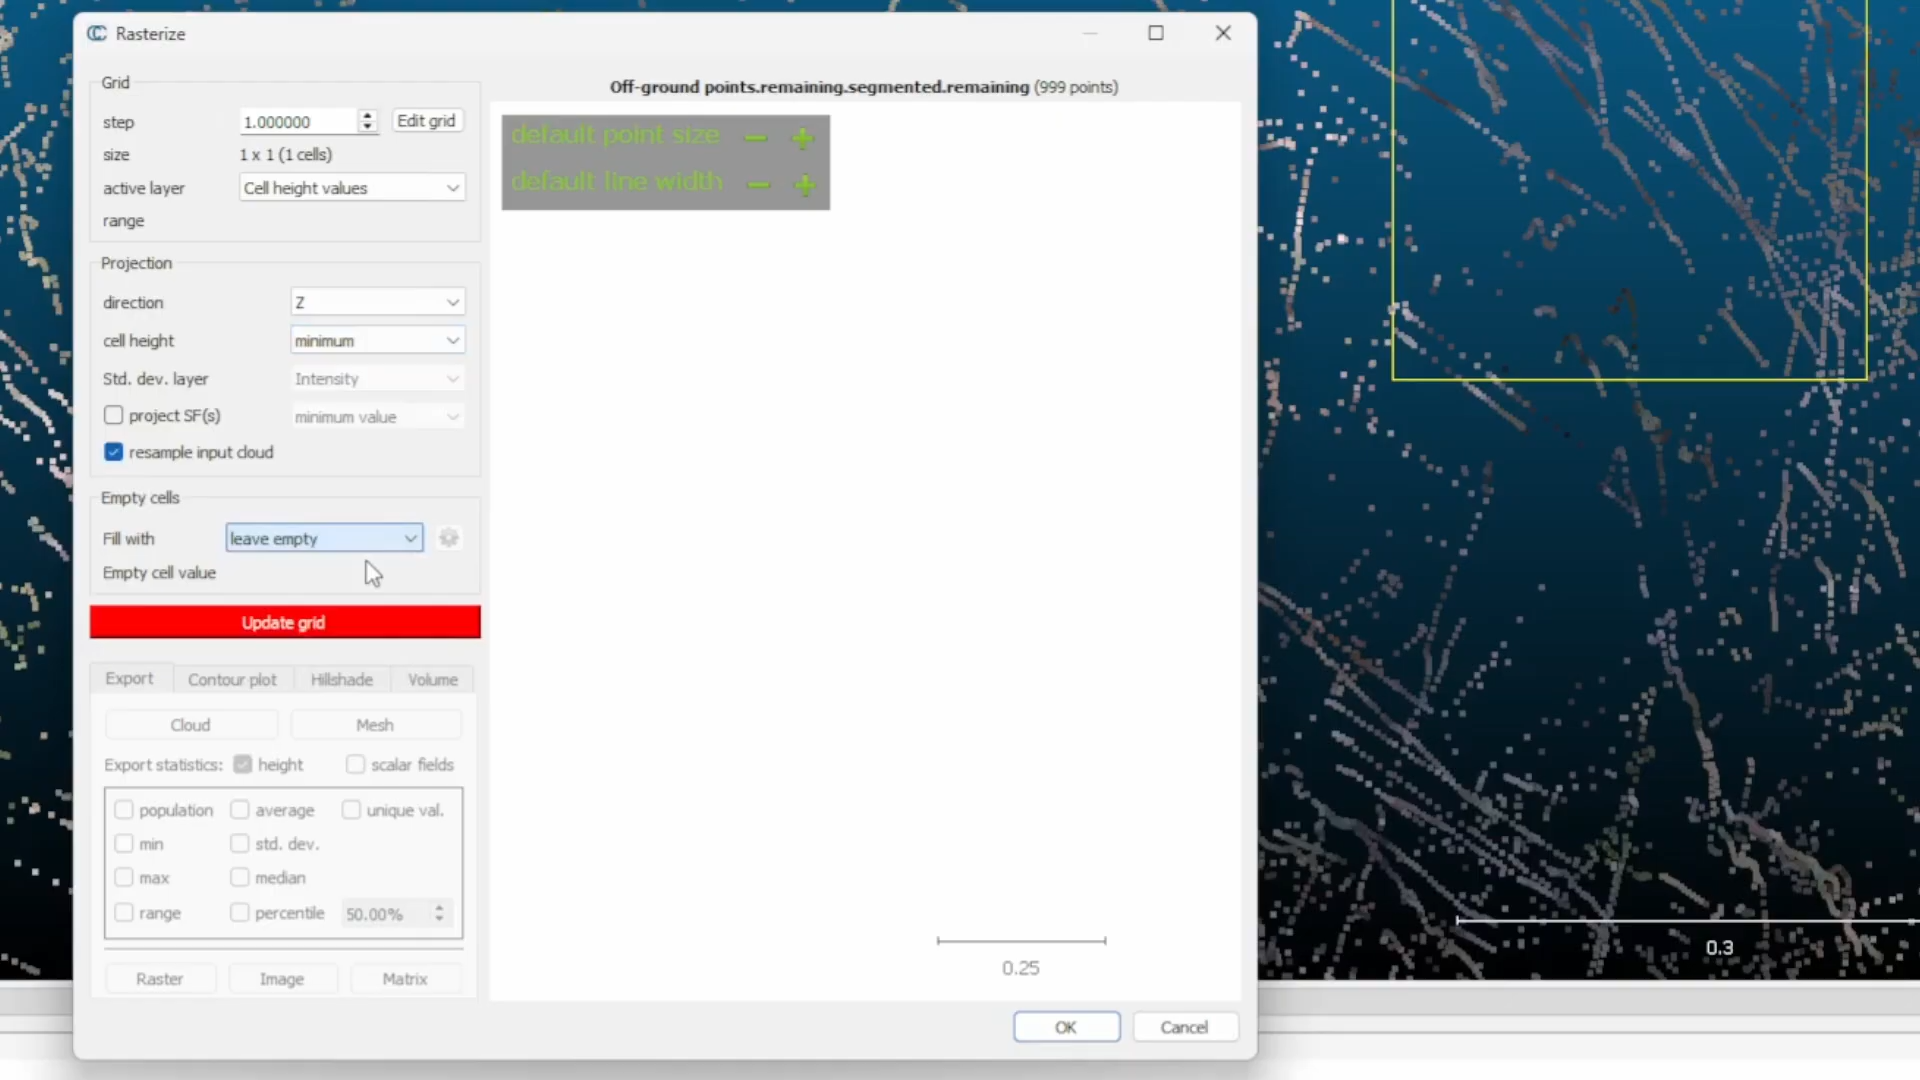 Rasterize
Grid
step 1.000000 Edit grid
size 1 x 1 (1 cells)
active layer Cell height values
range
Projection
direction Z
cell height minimum
Std. dev. layer Intensity
project SF(s) minimum value
resample input cloud
Empty cells
Fill with leave empty
Empty cell value
Update grid
Export Contour plot Hillshade Volume
Cloud Mesh
Export statistics: height scalar fields
population average unique val.
min std. dev.
max median
range percentile 50.00%
Raster Image Matrix
Off-ground points.remaining.segmented.remaining (999 points)
default point size − +
default line width − +
0.25
OK Cancel
0.3